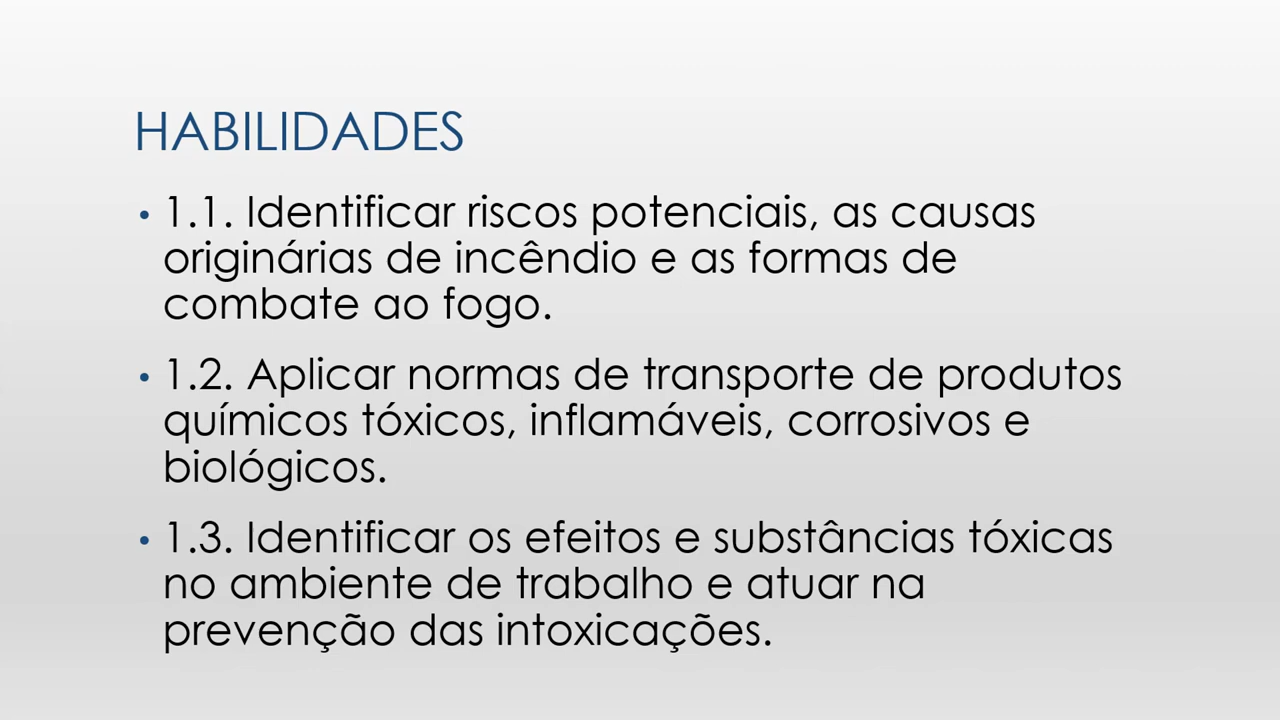 HABILIDADES
• 1.1. Identificar riscos potenciais, as causas
originárias de incêndio e as formas de
combate ao fogo.
• 1.2. Aplicar normas de transporte de produtos
químicos tóxicos, inflamáveis, corrosivos e
biológicos.
• 1.3. Identificar os efeitos e substâncias tóxicas
no ambiente de trabalho e atuar na
prevenção das intoxicações.